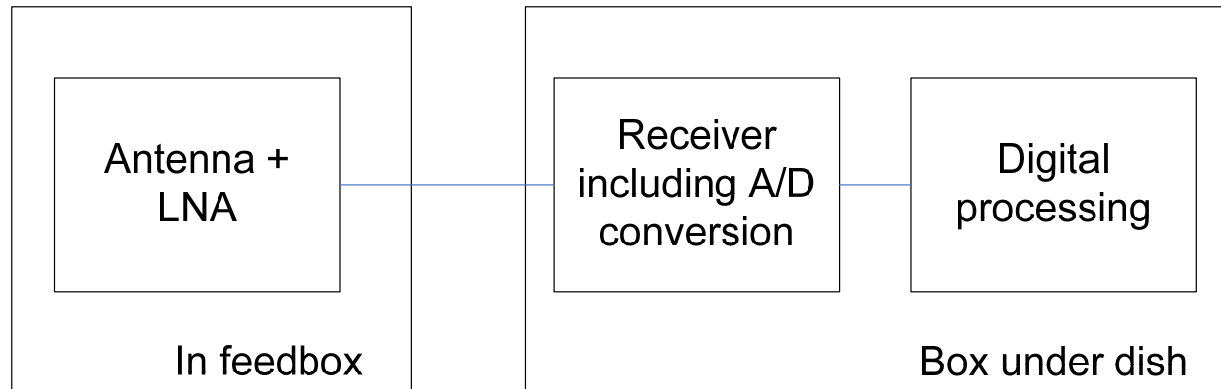 Antenna +
LNA
Receiver
including A/D
conversion
Digital
processing
In feedbox
Box under dish